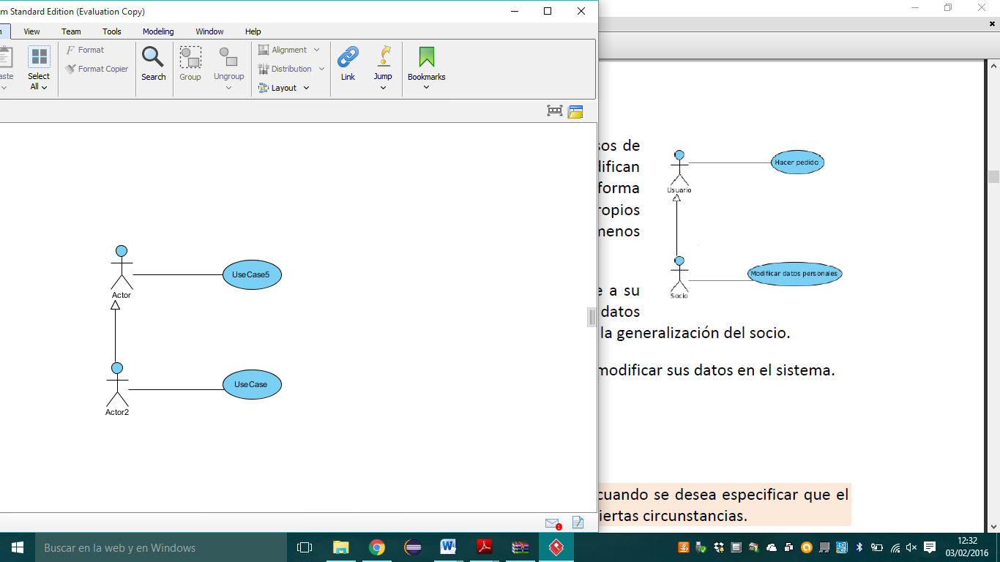 m Standard Edition (Evaluation Copy)
View Team Tools Modeling Window Help
aste
Select
All
Format
Format Copier
Search
Group
Ungroup
Alignment
Distribution
Layout
Link
Jump
Bookmarks
Actor
UseCase5
Actor2
UseCase
sos de
difican
forma
ropios
menos
e a su
datos
la generalización del socio.
modificar sus datos en el sistema.
Hacer pedido
Usuario
Modificar datos personales
Socio
cuando se desea especificar que el
iertas circunstancias.
1
Buscar en la web y en Windows
12:32
03/02/2016